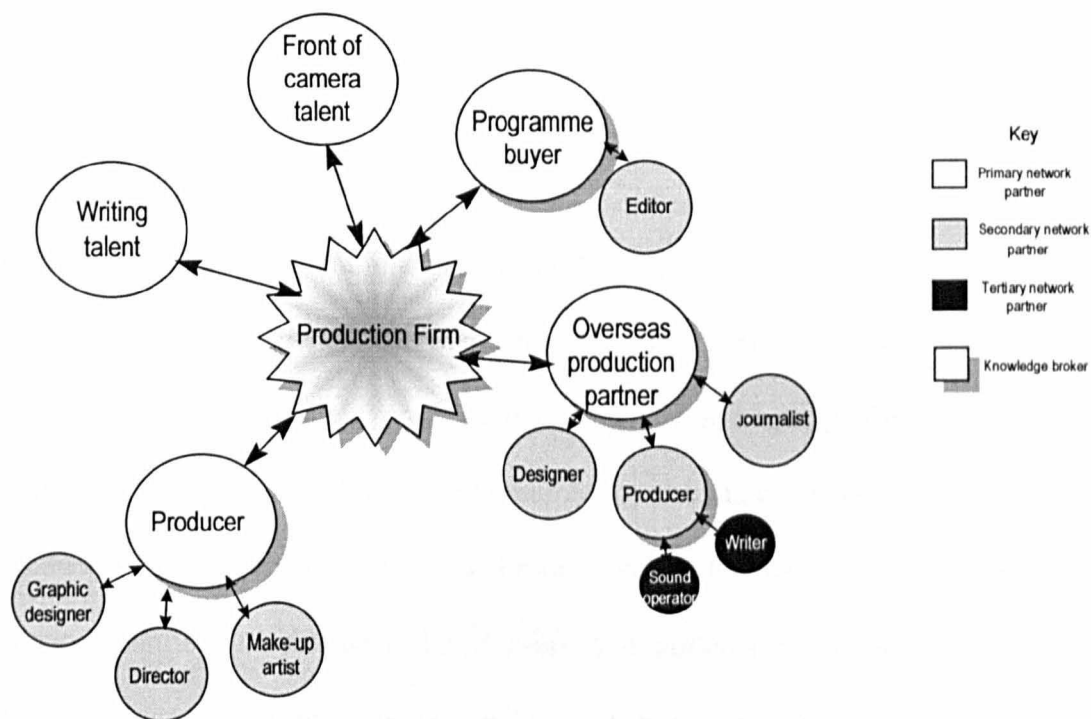 Front of
camera
talent
Programme
buyer
Editor
Writing
talent
Production Firm
Overseas
production
partner
Journalist
Designer
Producer
Writer
Sound
operator
Producer
Graphic
designer
Director
Make-up
artist
Key
Primary network
partner
Secondary network
partner
Tertiary network
partner
Knowledge broker